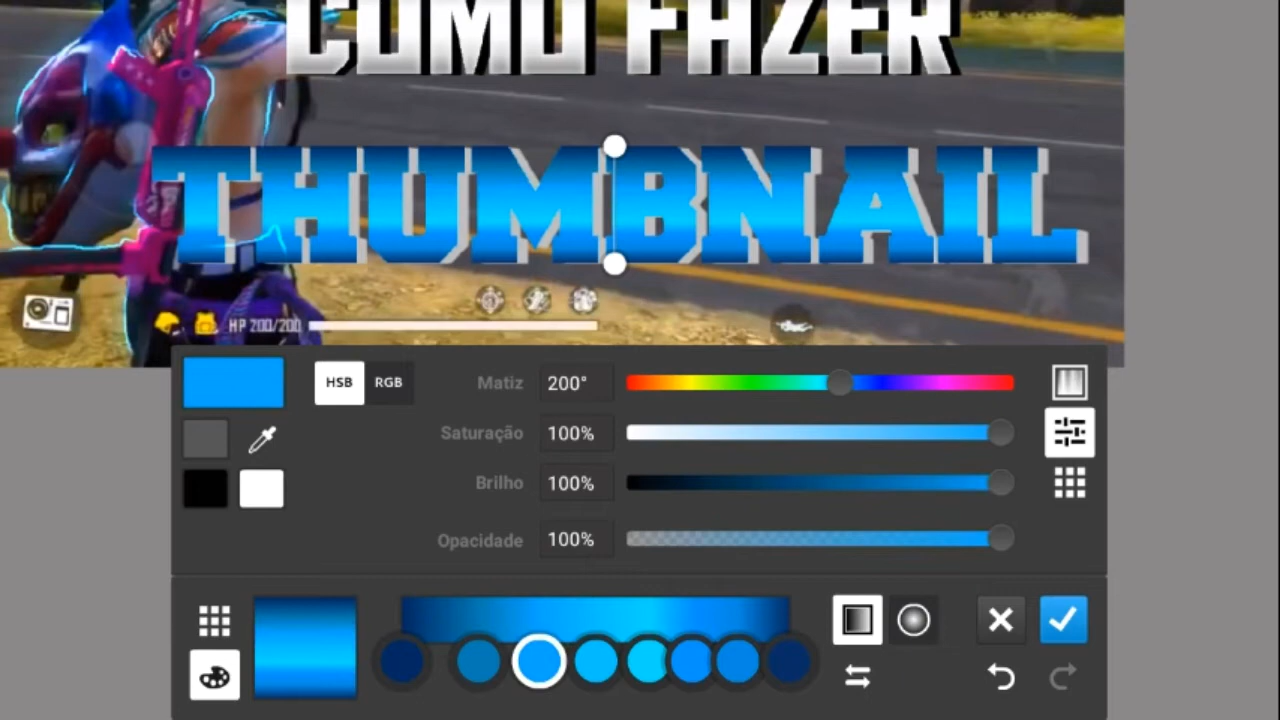 COMO FAZER
THUMBNAIL
HP 200/200
HSB RGB Matiz 200°
Saturação 100%
Brilho 100%
Opacidade 100%